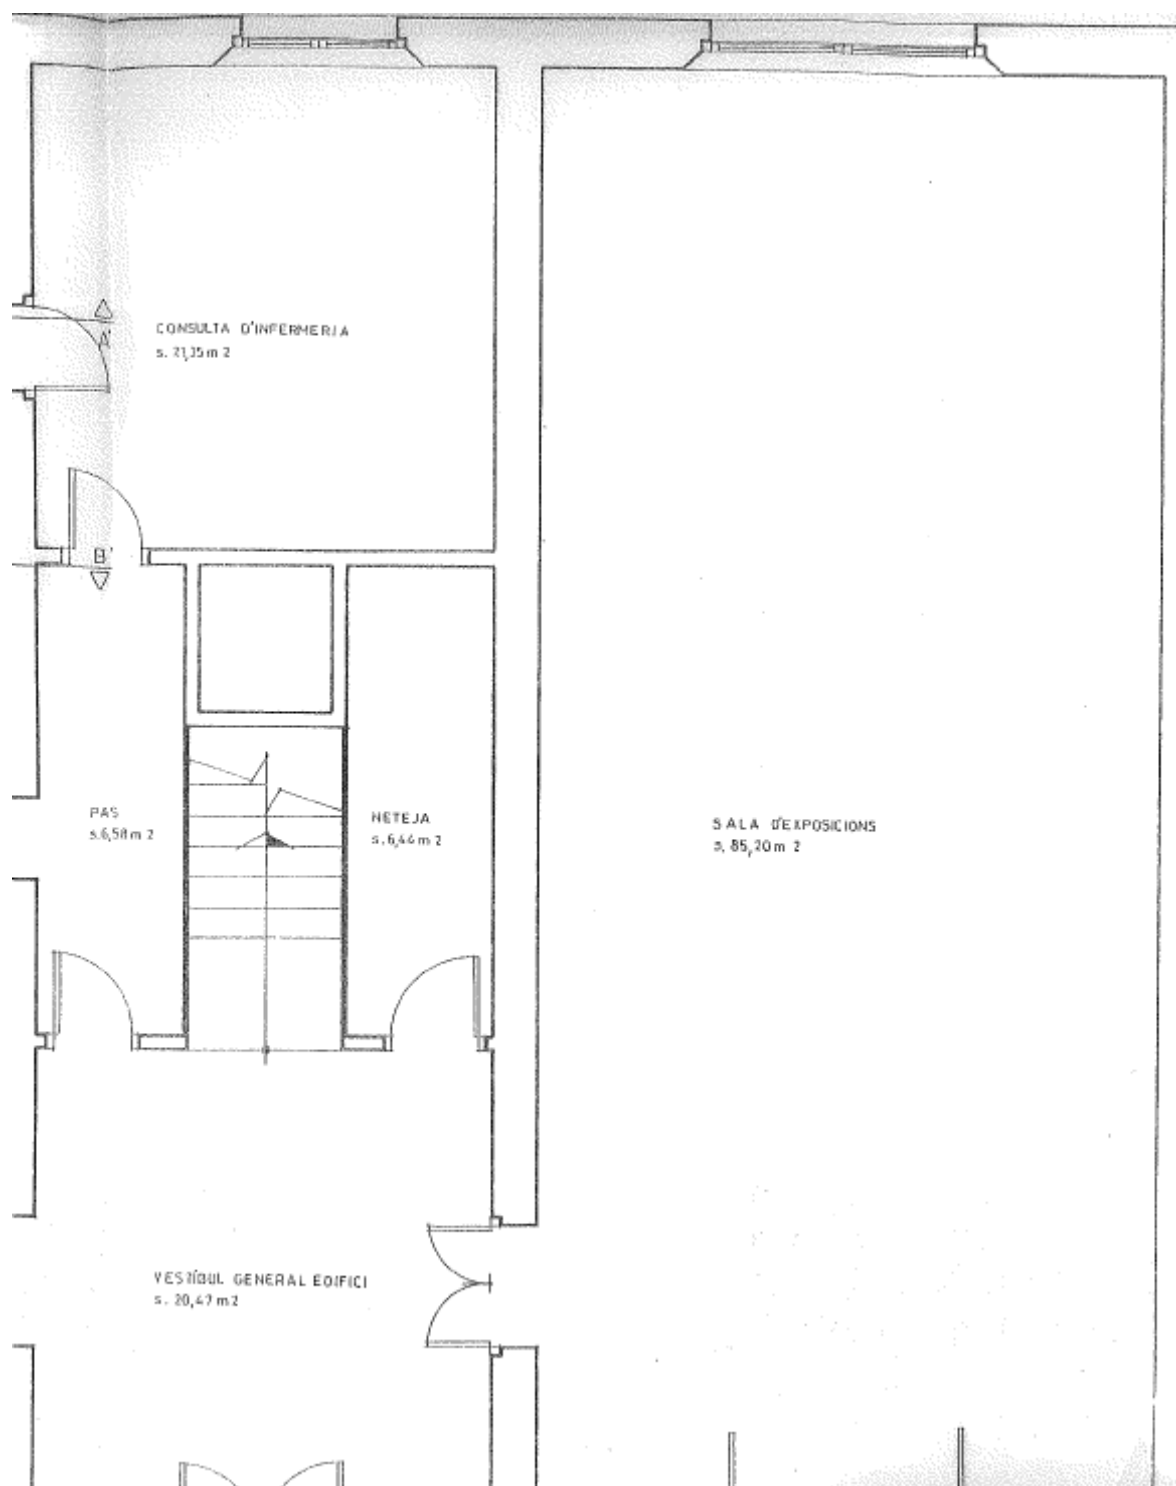 A'
CONSULTA D'INFERMERIA
s. 21,35 m 2
B'
PAS
s. 6,58 m 2
NETEJA
s. 6,44 m 2
SALA D'EXPOSICIONS
s. 85,20 m 2
VESTÍBUL GENERAL EDIFICI
s. 20,47 m 2